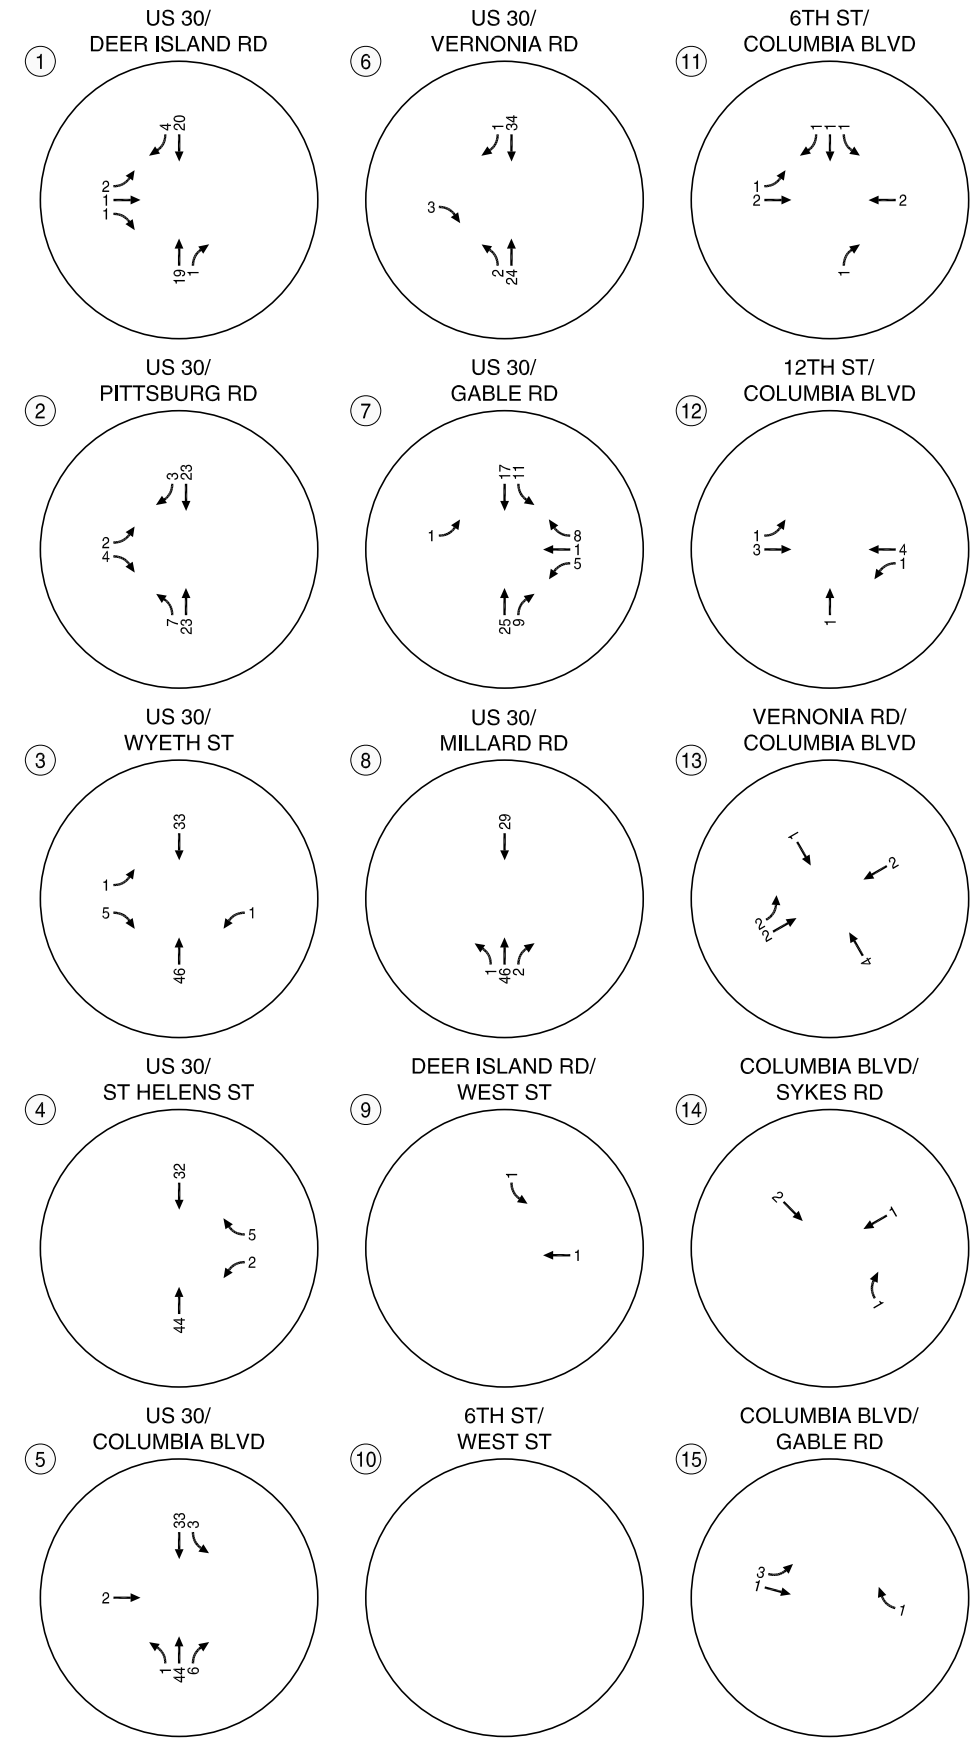 1
US 30/
DEER ISLAND RD
4
20
2
1
1
19
1
6
US 30/
VERNONIA RD
1
34
3
2
24
11
6TH ST/
COLUMBIA BLVD
1
1
1
1
2
2
1
2
US 30/
PITTSBURG RD
3
23
2
4
7
23
7
US 30/
GABLE RD
17
11
1
8
1
5
25
9
12
12TH ST/
COLUMBIA BLVD
1
3
4
1
1
3
US 30/
WYETH ST
33
1
5
1
46
8
US 30/
MILLARD RD
29
1
46
2
13
VERNONIA RD/
COLUMBIA BLVD
1
2
2
2
4
4
US 30/
ST HELENS ST
32
5
2
44
9
DEER ISLAND RD/
WEST ST
1
1
14
COLUMBIA BLVD/
SYKES RD
2
1
1
5
US 30/
COLUMBIA BLVD
33
3
2
1
44
6
10
6TH ST/
WEST ST
15
COLUMBIA BLVD/
GABLE RD
3
1
1